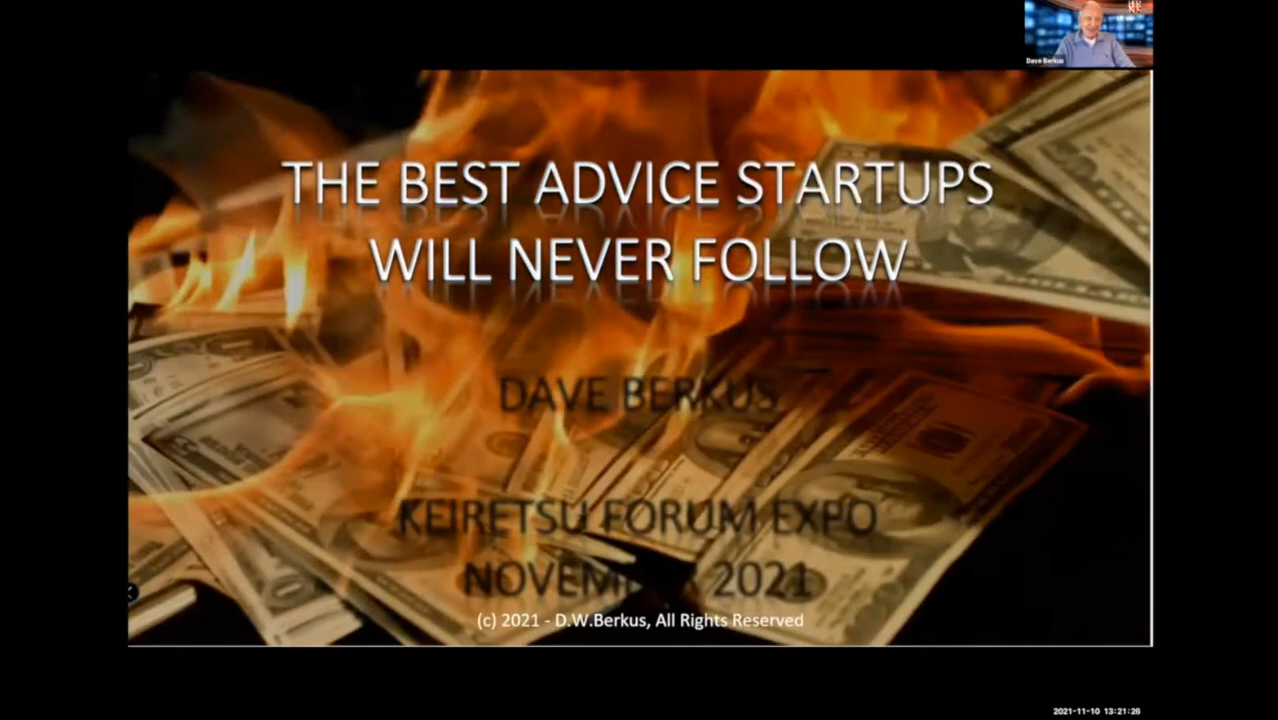 Dave Berkus
THE BEST ADVICE STARTUPS
WILL NEVER FOLLOW
DAVE BERKUS
KEIRETSU FORUM EXPO
NOVEMBER 2021
(c) 2021 - D.W.Berkus, All Rights Reserved
2021-11-10 13:21:26